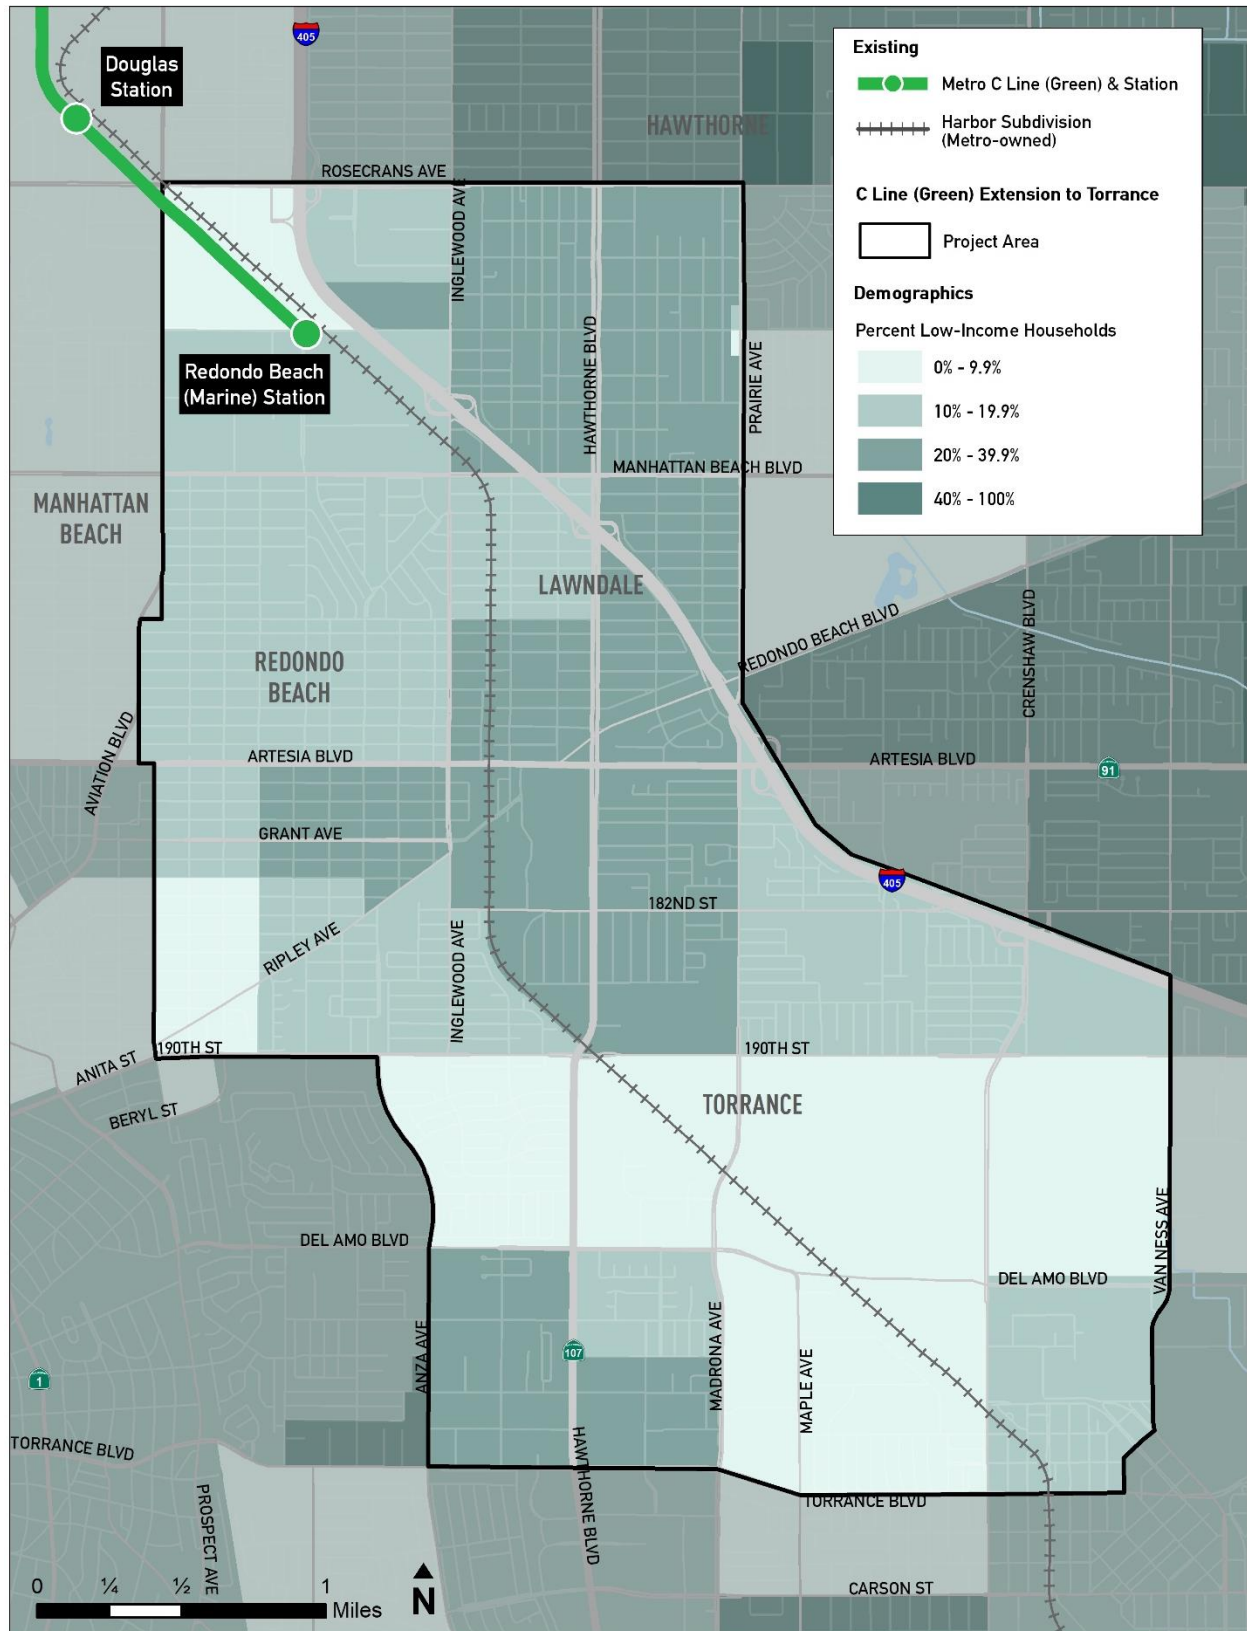 405
Douglas
Station
HAWTHORNE
Existing
Metro C Line (Green) & Station
Harbor Subdivision
(Metro-owned)
C Line (Green) Extension to Torrance
Project Area
Demographics
Percent Low-Income Households
0% - 9.9%
10% - 19.9%
20% - 39.9%
40% - 100%
ROSECRANS AVE
INGLEWOOD AVE
HAWTHORNE BLVD
PRAIRIE AVE
Redondo Beach
(Marine) Station
MANHATTAN BEACH BLVD
MANHATTAN
BEACH
LAWNDALE
REDONDO BEACH BLVD
CRENSHAW BLVD
REDONDO
BEACH
AVIATION BLVD
ARTESIA BLVD
ARTESIA BLVD
91
GRANT AVE
405
182ND ST
RIPLEY AVE
INGLEWOOD AVE
190TH ST
190TH ST
ANITA ST
BERYL ST
TORRANCE
VAN NESS AVE
DEL AMO BLVD
DEL AMO BLVD
ANZA AVE
107
MADRONA AVE
MAPLE AVE
1
TORRANCE BLVD
HAWTHORNE BLVD
PROSPECT AVE
TORRANCE BLVD
CARSON ST
0 ¼ ½ 1
Miles
N